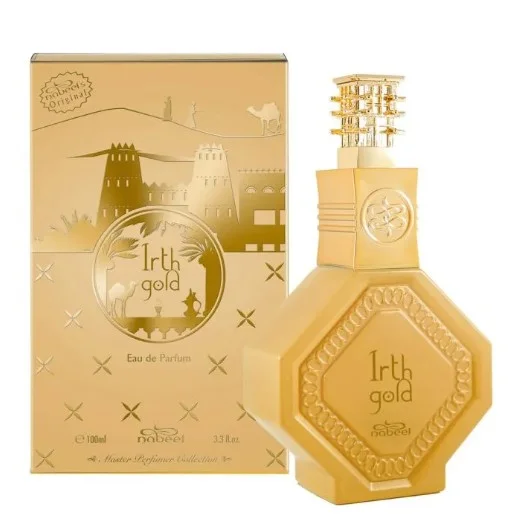 nabeel's
Original
Irth
gold
Eau de Parfum
℮ 100ml
nabeel
3.3 fl.oz.
Master Perfumer Collection
Irth
gold
nabeel